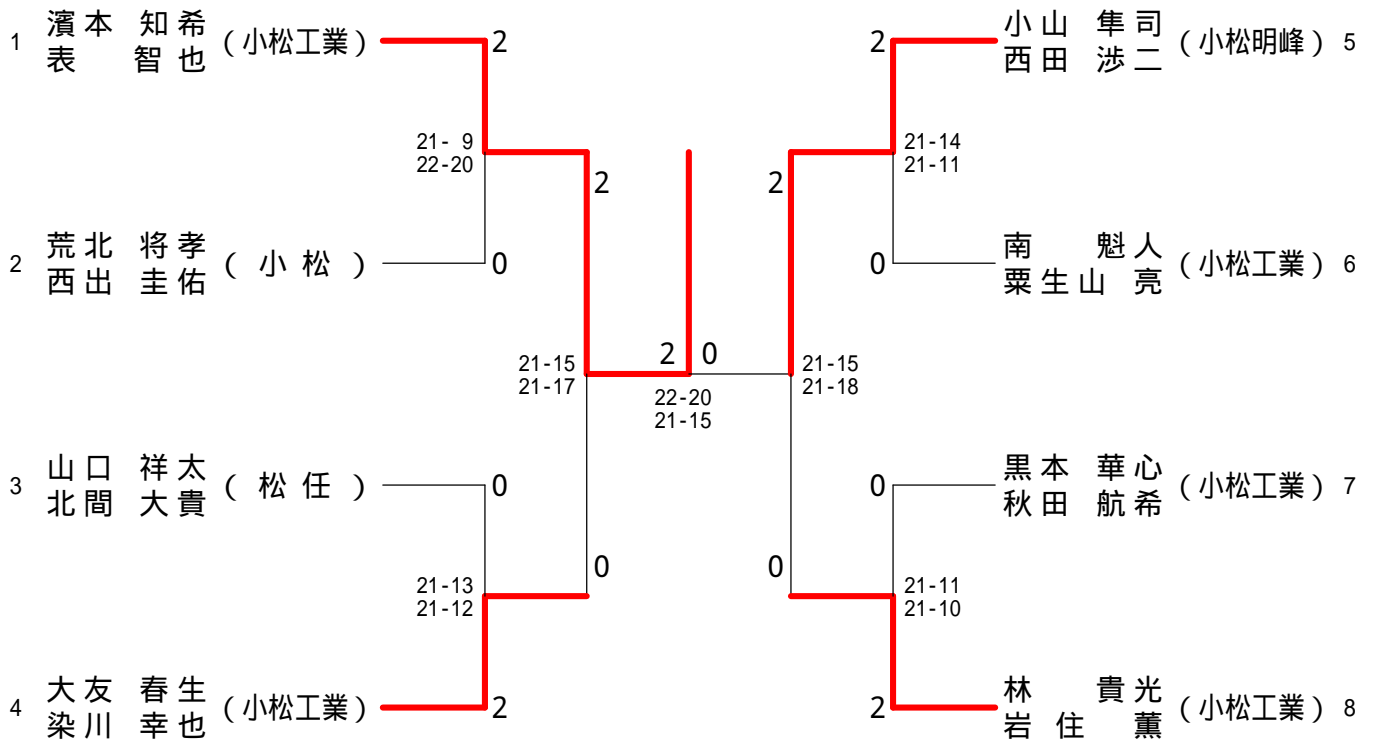 1 濱本 知希 (小松工業) 2
表 智也
21- 9
22-20
2 荒北 将孝 (小松) 0
西出 圭佑
2
21-15
21-17
3 山口 祥太 (松任) 0
北間 大貴
0
21-13
21-12
4 大友 春生 (小松工業) 2
染川 幸也
2 0
22-20
21-15
2 小山 隼司 (小松明峰) 5
西田 渉二
21-14
21-11
0 南 魁人 (小松工業) 6
粟生山 亮
2
21-15
21-18
0 黒本 華心 (小松工業) 7
秋田 航希
0
21-11
21-10
2 林 貴光 (小松工業) 8
岩住 薫